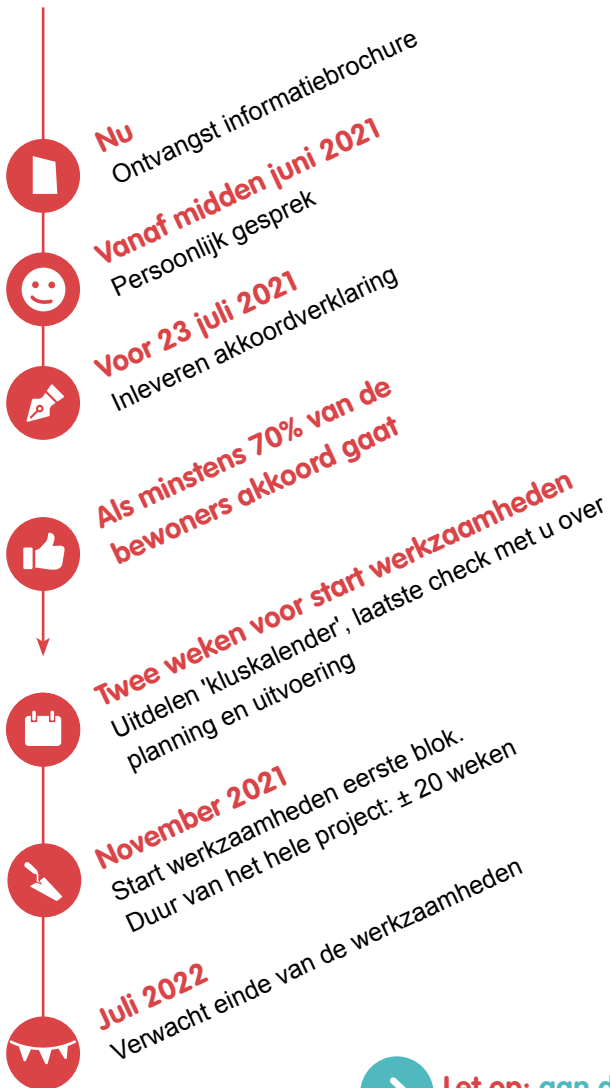 Nu
Ontvangst informatiebrochure
Vanaf midden juni 2021
Persoonlijk gesprek
Voor 23 juli 2021
Inleveren akkoordverklaring
Als minstens 70% van de
bewoners akkoord gaat
Twee weken voor start werkzaamheden
Uitdelen 'kluskalender', laatste check met u over
planning en uitvoering
November 2021
Start werkzaamheden eerste blok.
Duur van het hele project: ± 20 weken
Juli 2022
Verwacht einde van de werkzaamheden
Let op: aan